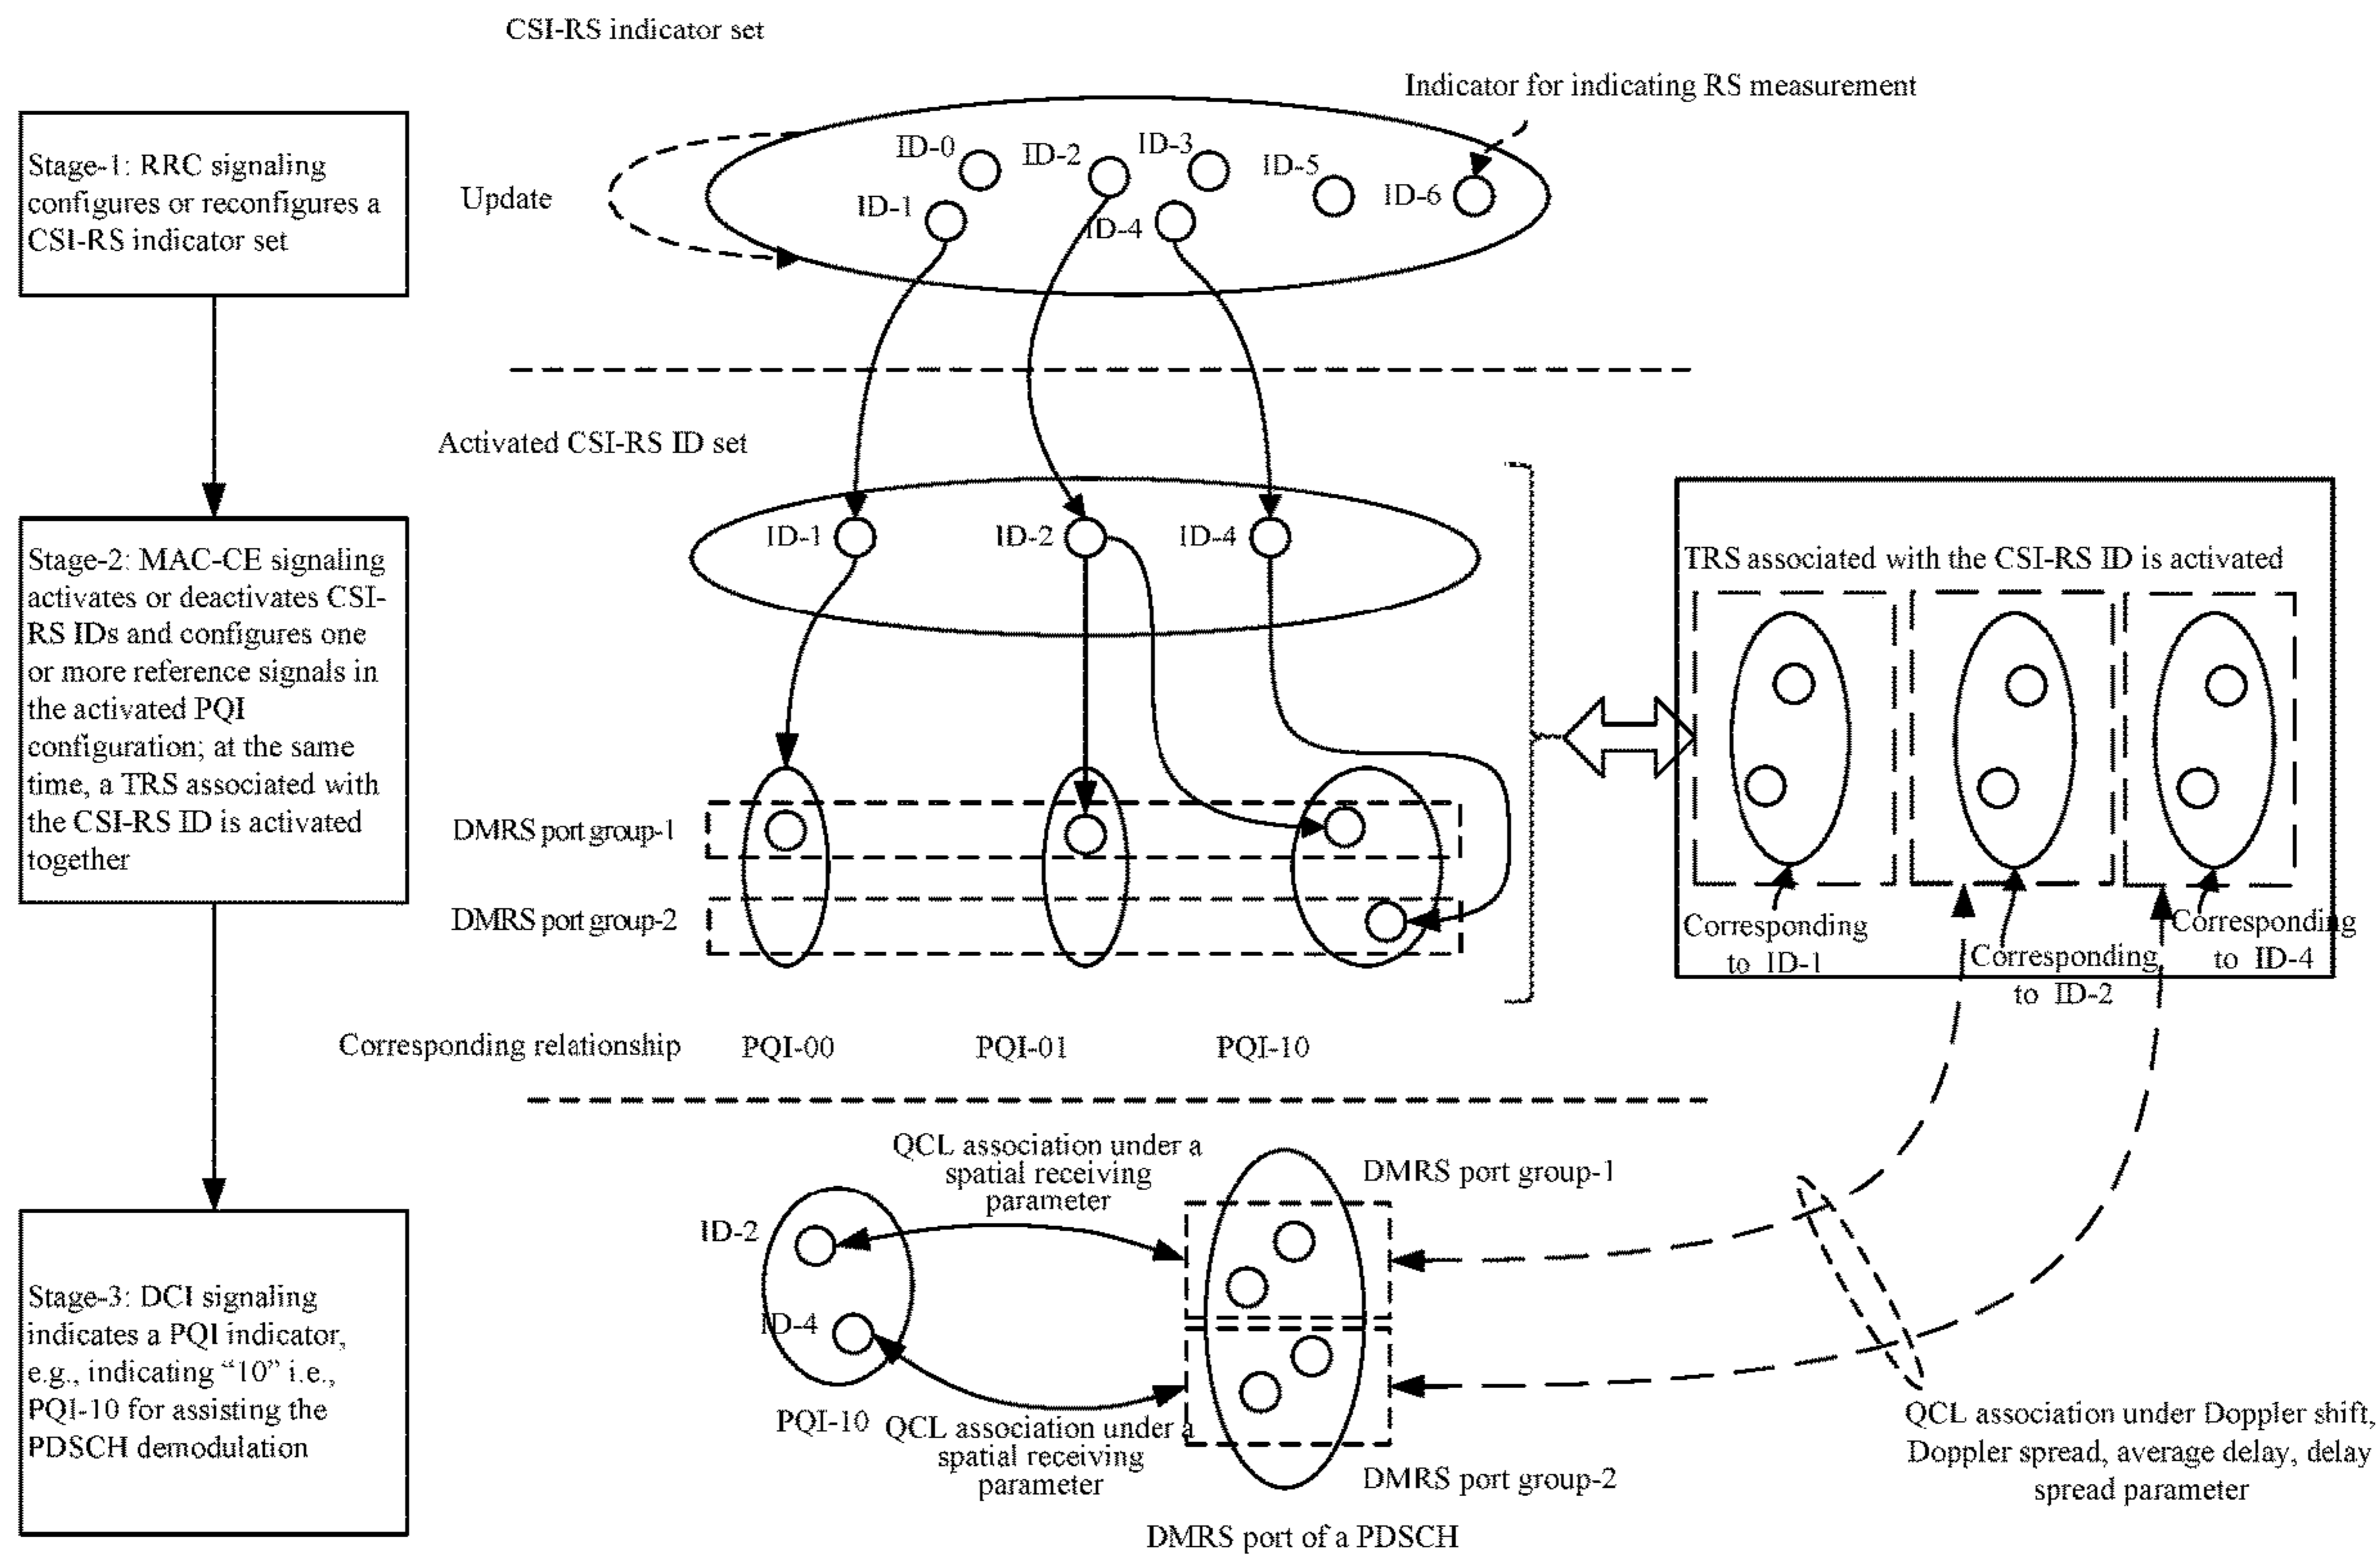 CSI-RS indicator set
Indicator for indicating RS measurement
Stage-1: RRC signaling
configures or reconfigures a
CSI-RS indicator set
Update
ID-0
ID-2
ID-3
ID-5
ID-6
ID-1
ID-4
Activated CSI-RS ID set
ID-1
ID-2
ID-4
Stage-2: MAC-CE signaling
activates or deactivates CSI-
RS IDs and configures one
or more reference signals in
the activated PQI
configuration; at the same
time, a TRS associated with
the CSI-RS ID is activated
together
TRS associated with the CSI-RS ID is activated
DMRS port group-1
DMRS port group-2
Corresponding
to ID-1
Corresponding
to ID-2
Corresponding
to ID-4
Corresponding relationship
PQI-00
PQI-01
PQI-10
Stage-3: DCI signaling
indicates a PQI indicator,
e.g., indicating “10” i.e.,
PQI-10 for assisting the
PDSCH demodulation
QCL association under a
spatial receiving
parameter
DMRS port group-1
ID-2
ID-4
PQI-10
QCL association under a
spatial receiving
parameter
DMRS port group-2
DMRS port of a PDSCH
QCL association under Doppler shift,
Doppler spread, average delay, delay
spread parameter